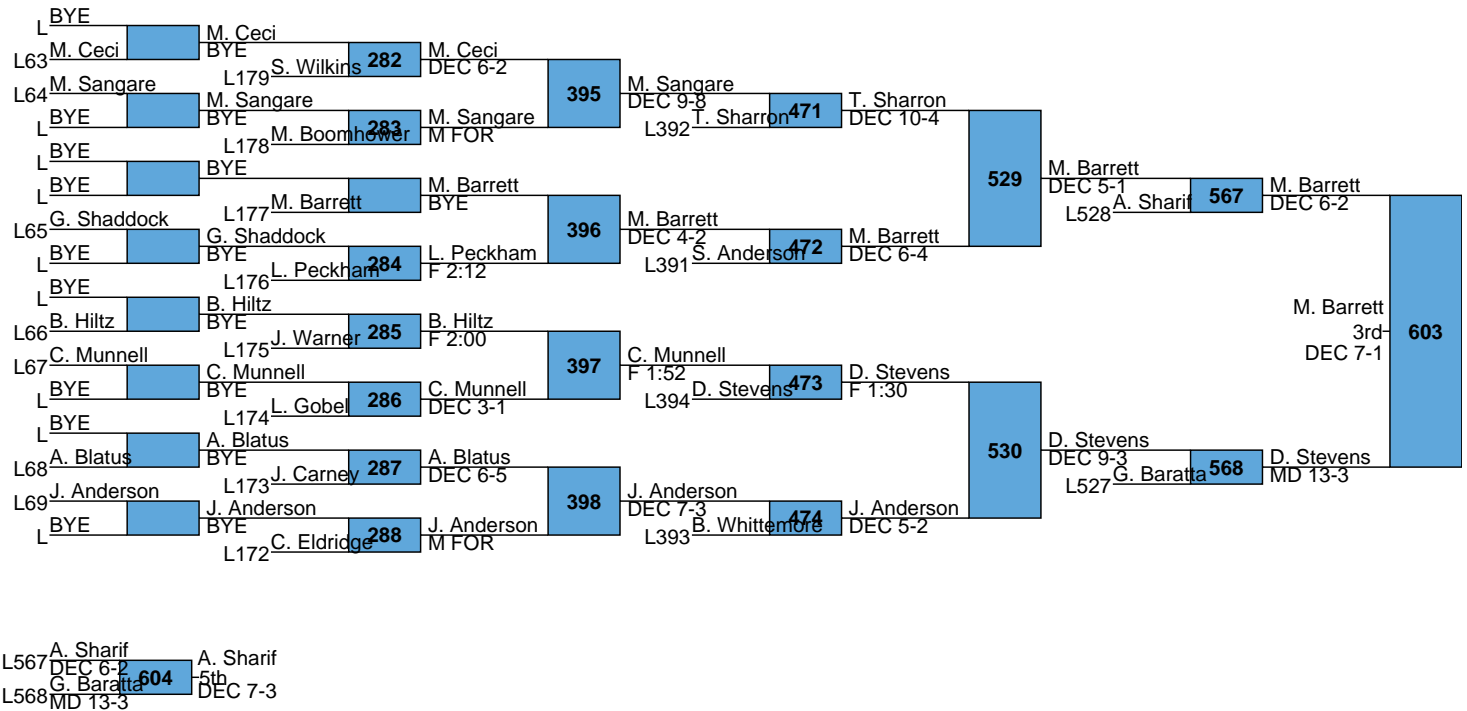 L BYE
L63 M. Ceci
M. Ceci
BYE
L179 S. Wilkins
282
M. Ceci
DEC 6-2
L64 M. Sangare
L BYE
M. Sangare
BYE
L178 M. Boomhower
283
M. Sangare
M FOR
395
M. Sangare
DEC 9-8
L392 T. Sharron
471
T. Sharron
DEC 10-4
L BYE
L BYE
BYE
L177 M. Barrett
M. Barrett
BYE
L65 G. Shaddock
L BYE
G. Shaddock
BYE
L176 L. Peckham
284
L. Peckham
F 2:12
396
M. Barrett
DEC 4-2
L391 S. Anderson
472
M. Barrett
DEC 6-4
529
M. Barrett
DEC 5-1
L528 A. Sharif
567
M. Barrett
DEC 6-2
L BYE
L66 B. Hiltz
B. Hiltz
BYE
L175 J. Warner
285
B. Hiltz
F 2:00
L67 C. Munnell
L BYE
C. Munnell
BYE
L174 L. Gobel
286
C. Munnell
DEC 3-1
397
C. Munnell
F 1:52
L394 D. Stevens
473
D. Stevens
F 1:30
L BYE
L68 A. Blatus
A. Blatus
BYE
L173 J. Carney
287
A. Blatus
DEC 6-5
L69 J. Anderson
L BYE
J. Anderson
BYE
L172 C. Eldridge
288
J. Anderson
M FOR
398
J. Anderson
DEC 7-3
L393 B. Whittemore
474
J. Anderson
DEC 5-2
530
D. Stevens
DEC 9-3
L527 G. Baratta
568
D. Stevens
MD 13-3
M. Barrett
3rd
DEC 7-1
603
L567 A. Sharif
DEC 6-2
L568 G. Baratta
MD 13-3
604
A. Sharif
5th
DEC 7-3